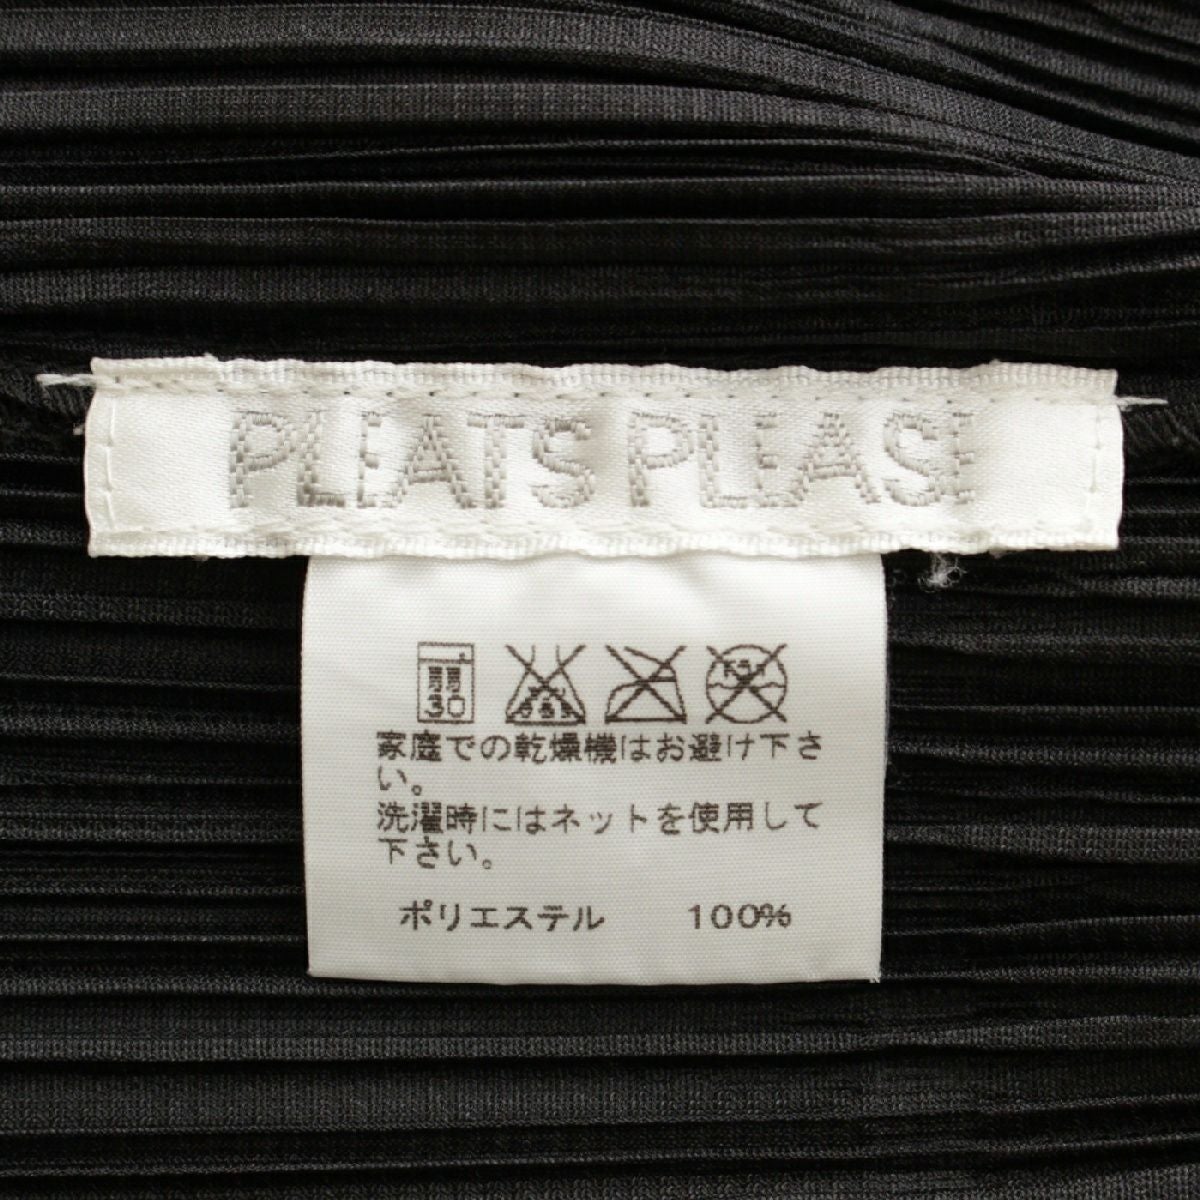 PLEATS PLEASE
弱
30
家庭での乾燥機はお避け下さ
い。
洗濯時にはネットを使用して
下さい。
ポリエステル 100%